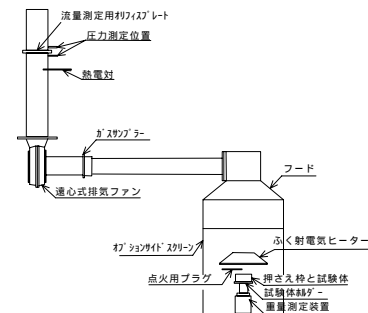 流量測定用ｵﾘﾌｨｽﾌﾟﾚｰﾄ
圧力測定位置
熱電対
ｶﾞｽｻﾝﾌﾟﾗｰ
遠心式排気ファン
フード
ｵﾌﾟｼｮﾝｻｲﾄﾞｽｸﾘｰﾝ
ふく射電気ヒーター
点火用プラグ
押さえ枠と試験体
試験体ﾎﾙﾀﾞｰ
重量測定装置